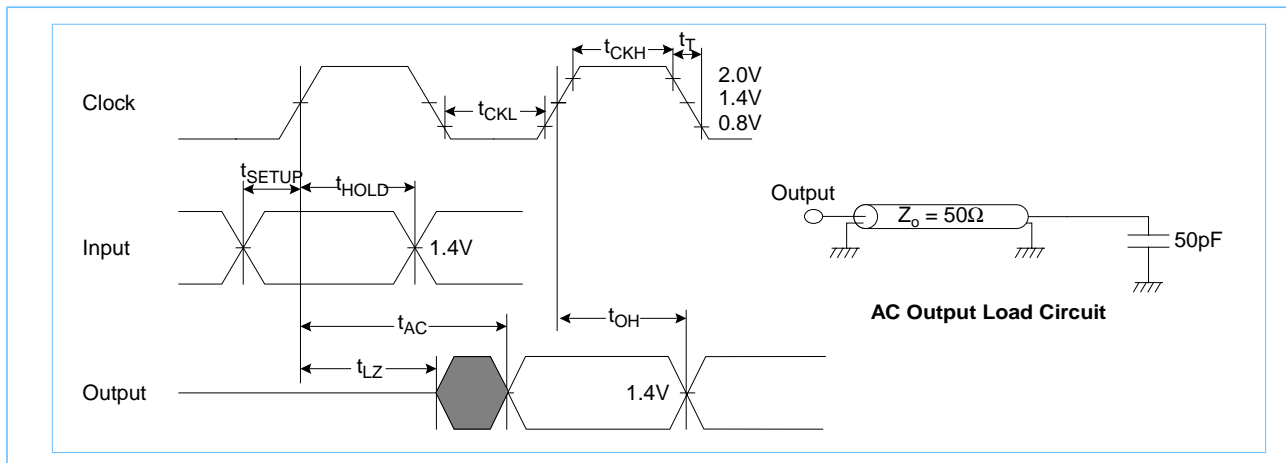 Clock
tCKH
tT
2.0V
1.4V
0.8V
tCKL
tSETUP
tHOLD
Input
1.4V
tAC
tOH
tLZ
Output
1.4V
Output
Zo = 50Ω
50pF
AC Output Load Circuit